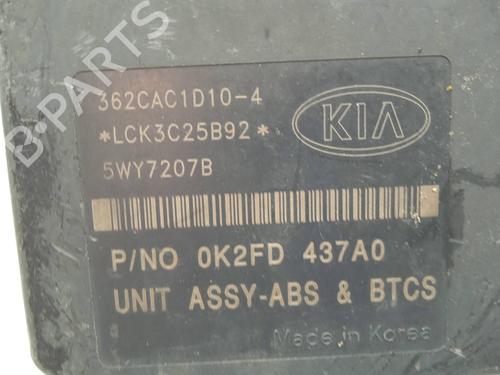 B-PARTS
362CAC1D10-4
*LCK3C25B92*
5WY7207B
KIA
P/NO 0K2FD 437A0
UNIT ASSY-ABS & BTCS
Made in Korea